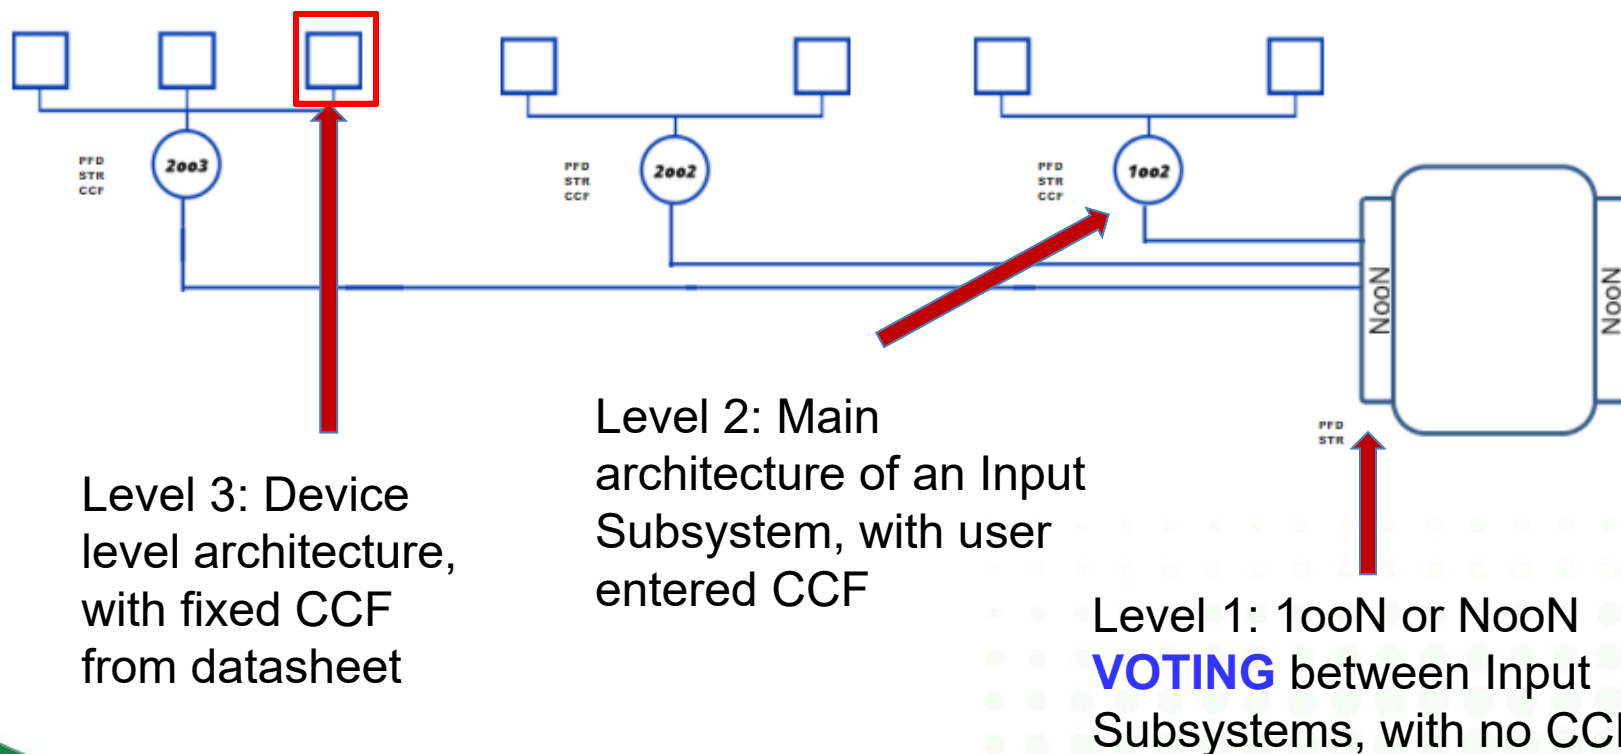 2oo3
PFD
STR
CCF
2oo2
PFD
STR
CCF
1oo2
PFD
STR
CCF
NooN
NooN
PFD
STR
Level 3: Device
level architecture,
with fixed CCF
from datasheet
Level 2: Main
architecture of an Input
Subsystem, with user
entered CCF
Level 1: 1ooN or NooN
VOTING between Input
Subsystems, with no